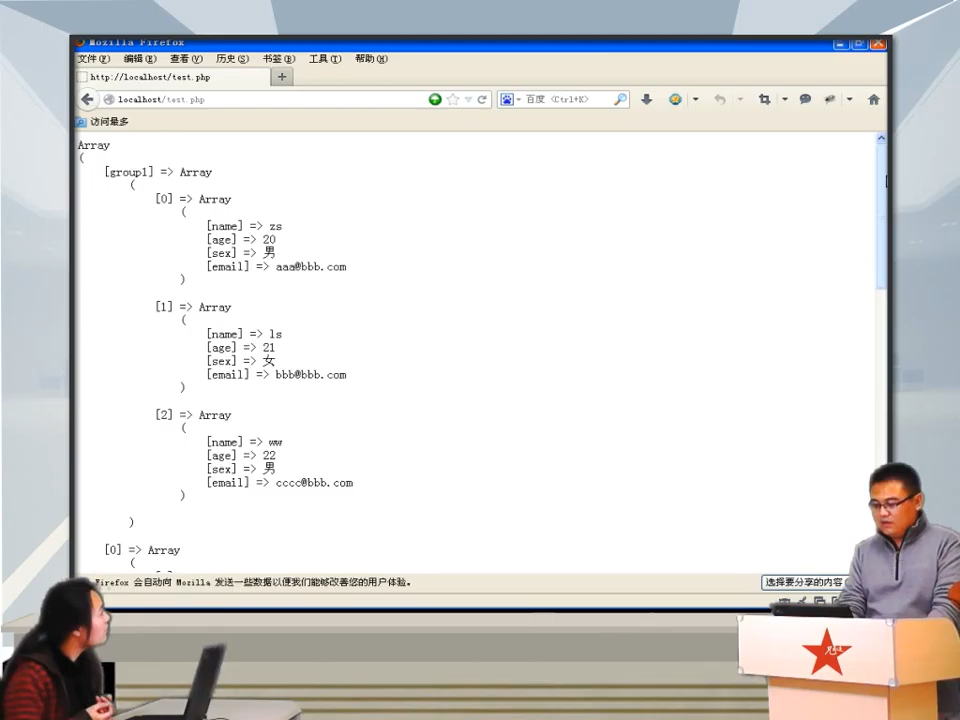 Mozilla Firefox
文件(F) 编辑(E) 查看(V) 历史(S) 书签(B) 工具(T) 帮助(H)
http://localhost/test.php
localhost/test.php
百度 <Ctrl+K>
访问最多
Array
(
[group1] => Array
(
[0] => Array
(
[name] => zs
[age] => 20
[sex] => 男
[email] => aaa@bbb.com
)
[1] => Array
(
[name] => ls
[age] => 21
[sex] => 女
[email] => bbb@bbb.com
)
[2] => Array
(
[name] => ww
[age] => 22
[sex] => 男
[email] => cccc@bbb.com
)
)
[0] => Array
(
Firefox 会自动向 Mozilla 发送一些数据以便我们能够改善您的用户体验。
选择要分享的内容